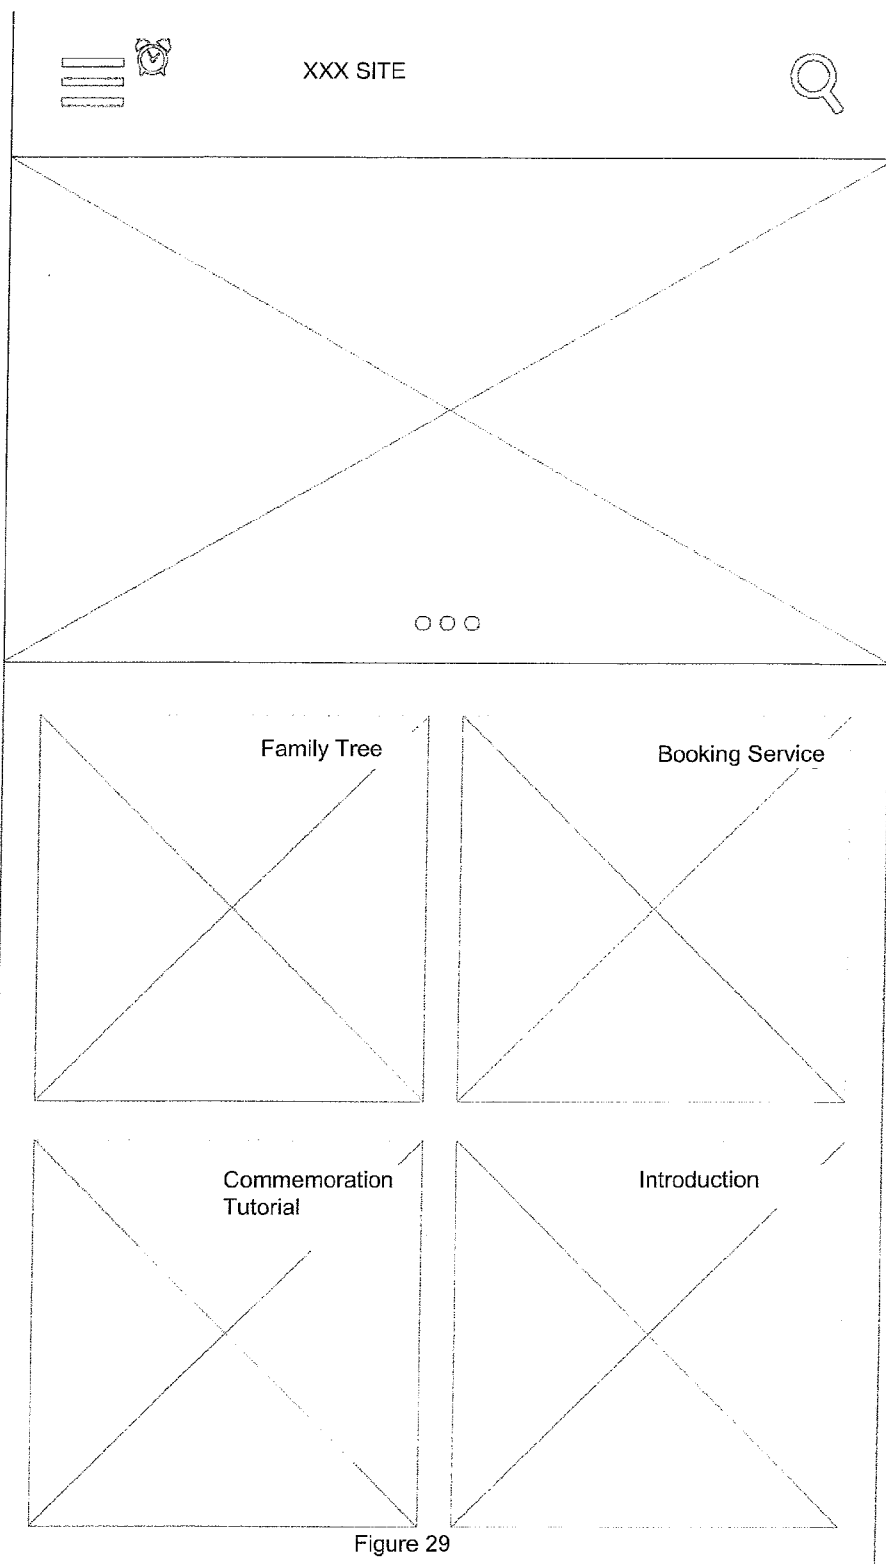 XXX SITE
Family Tree
Booking Service
Commemoration
Tutorial
Introduction
Figure 29